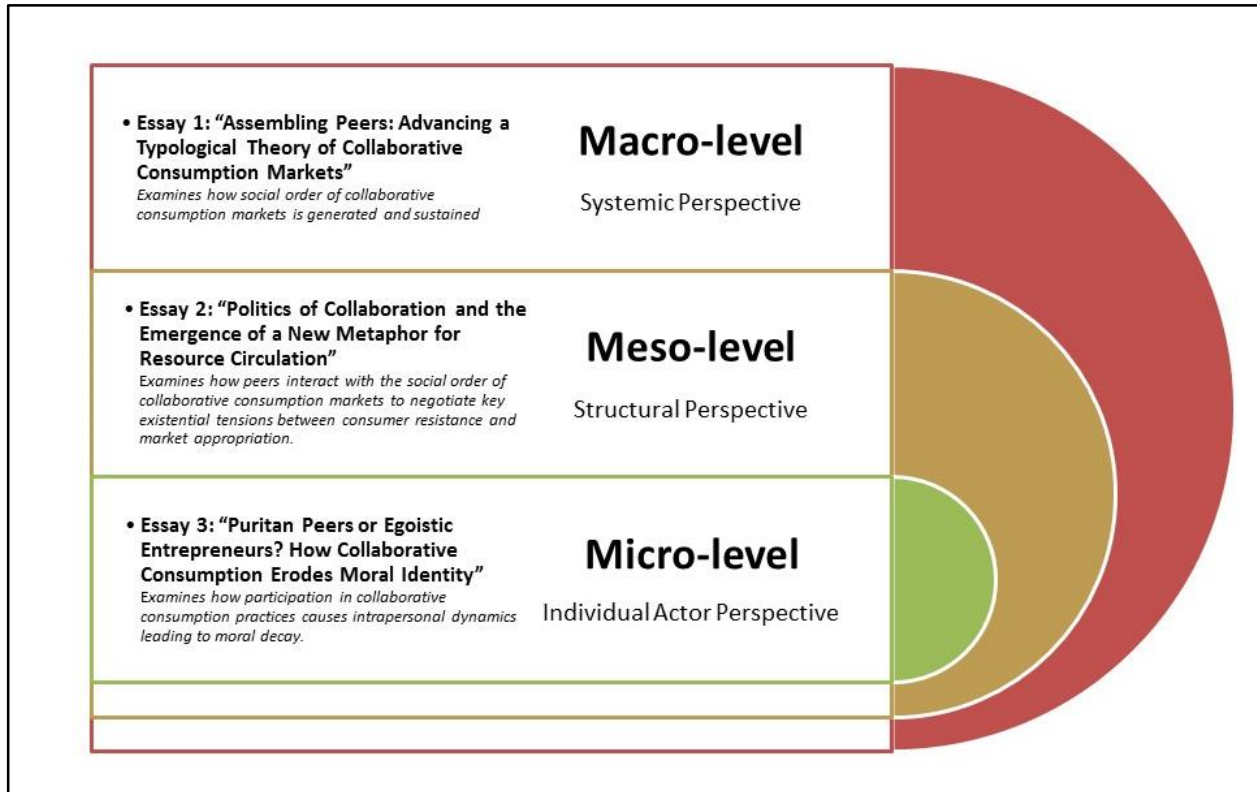 • Essay 1: “Assembling Peers: Advancing a
Typological Theory of Collaborative
Consumption Markets”
Examines how social order of collaborative
consumption markets is generated and sustained
Macro-level
Systemic Perspective
• Essay 2: “Politics of Collaboration and the
Emergence of a New Metaphor for
Resource Circulation”
Examines how peers interact with the social order of
collaborative consumption markets to negotiate key
existential tensions between consumer resistance and
market appropriation.
Meso-level
Structural Perspective
• Essay 3: “Puritan Peers or Egoistic
Entrepreneurs? How Collaborative
Consumption Erodes Moral Identity”
Examines how participation in collaborative
consumption practices causes intrapersonal dynamics
leading to moral decay.
Micro-level
Individual Actor Perspective